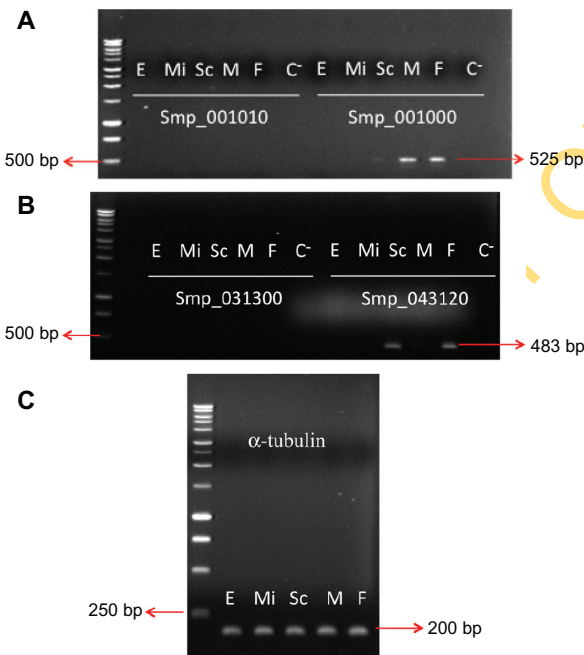 A
E Mi Sc M F C- E Mi Sc M F C-
Smp_001010 Smp_001000
500 bp 525 bp
B
E Mi Sc M F C- E Mi Sc M F C-
Smp_031300 Smp_043120
500 bp 483 bp
C
α-tubulin
E Mi Sc M F
250 bp 200 bp